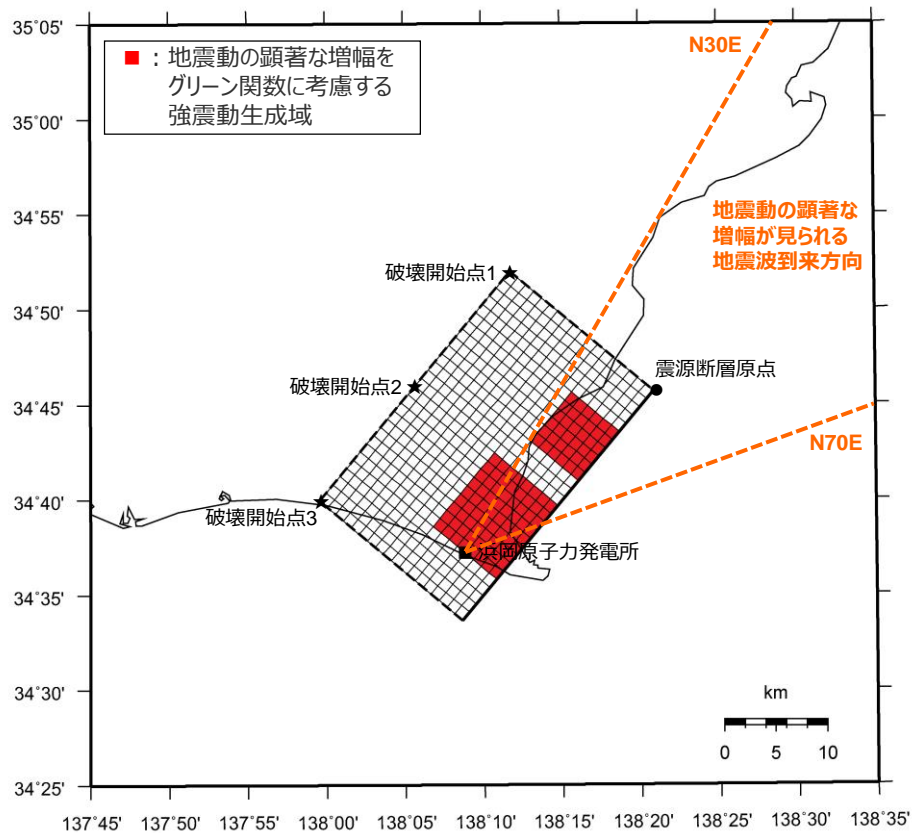 35°05'
■ : 地震動の顕著な増幅を
グリーン関数に考慮する
強震動生成域
N30E
35°00'
34°55'
地震動の顕著な
増幅が見られる
地震波到来方向
破壊開始点1
34°50'
震源断層原点
破壊開始点2
34°45'
N70E
34°40'
破壊開始点3
浜岡原子力発電所
34°35'
34°30'
km
0 5 10
34°25'
137°45' 137°50' 137°55' 138°00' 138°05' 138°10' 138°15' 138°20' 138°25' 138°30' 138°35'